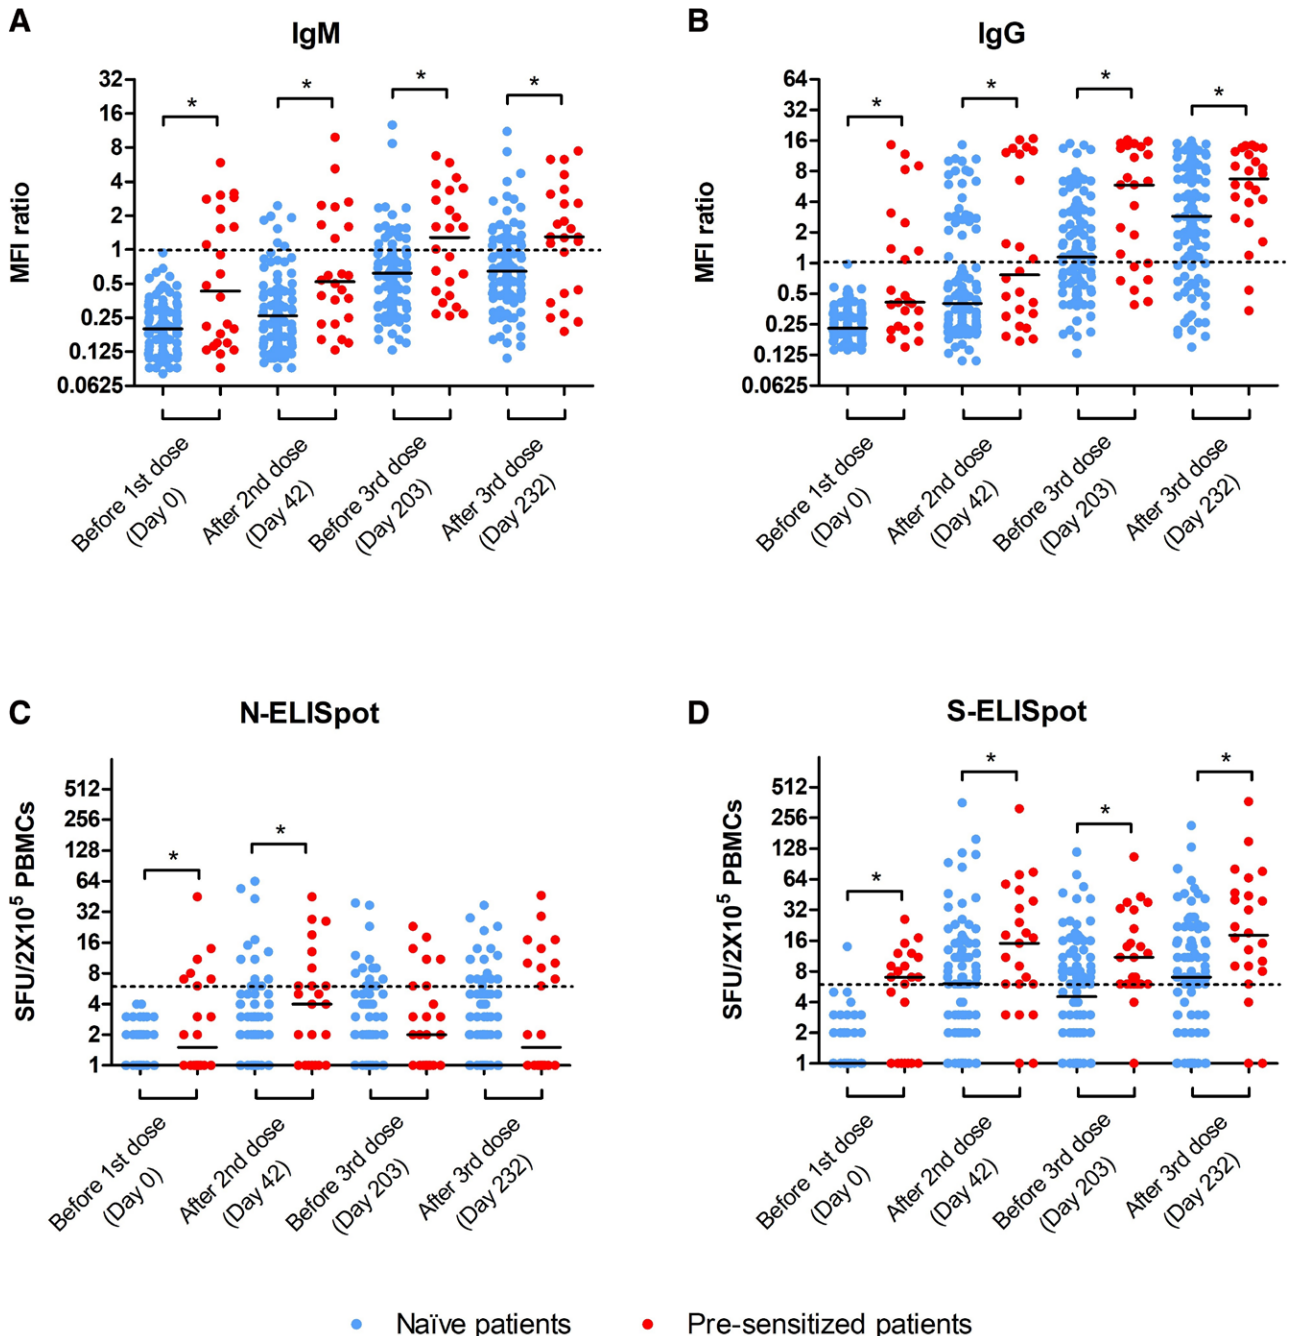 A
IgM
MFI ratio
32
16
8
4
2
1
0.5
0.25
0.125
0.0625
*
*
*
*
Before 1st dose
(Day 0)
After 2nd dose
(Day 42)
Before 3rd dose
(Day 203)
After 3rd dose
(Day 232)
B
IgG
MFI ratio
64
32
16
8
4
2
1
0.5
0.25
0.125
0.0625
*
*
*
*
Before 1st dose
(Day 0)
After 2nd dose
(Day 42)
Before 3rd dose
(Day 203)
After 3rd dose
(Day 232)
C
N-ELISpot
SFU/2X10⁵ PBMCs
512
256
128
64
32
16
8
4
2
1
*
*
Before 1st dose
(Day 0)
After 2nd dose
(Day 42)
Before 3rd dose
(Day 203)
After 3rd dose
(Day 232)
D
S-ELISpot
SFU/2X10⁵ PBMCs
512
256
128
64
32
16
8
4
2
1
*
*
*
*
Before 1st dose
(Day 0)
After 2nd dose
(Day 42)
Before 3rd dose
(Day 203)
After 3rd dose
(Day 232)
Naïve patients
Pre-sensitized patients